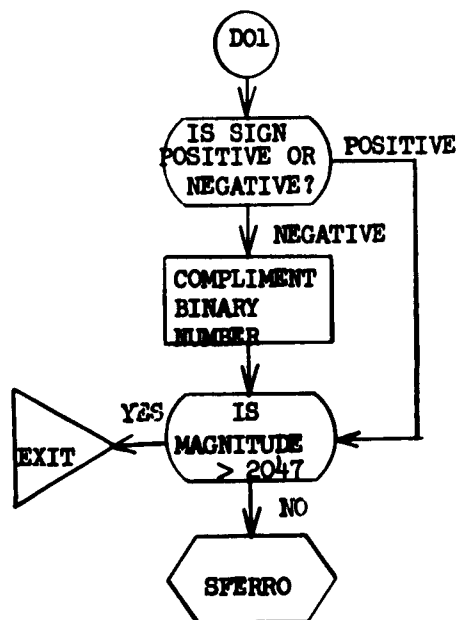 DO1
IS SIGN
POSITIVE OR
NEGATIVE?
POSITIVE
NEGATIVE
COMPLIMENT
BINARY
NUMBER
YES
IS
MAGNITUDE
> 2047
EXIT
NO
SFERRO